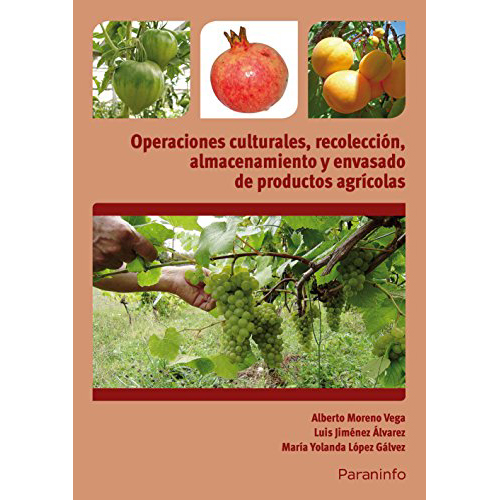 Operaciones culturales, recolección,
almacenamiento y envasado
de productos agrícolas
Alberto Moreno Vega
Luis Jiménez Álvarez
María Yolanda López Gálvez
Paraninfo